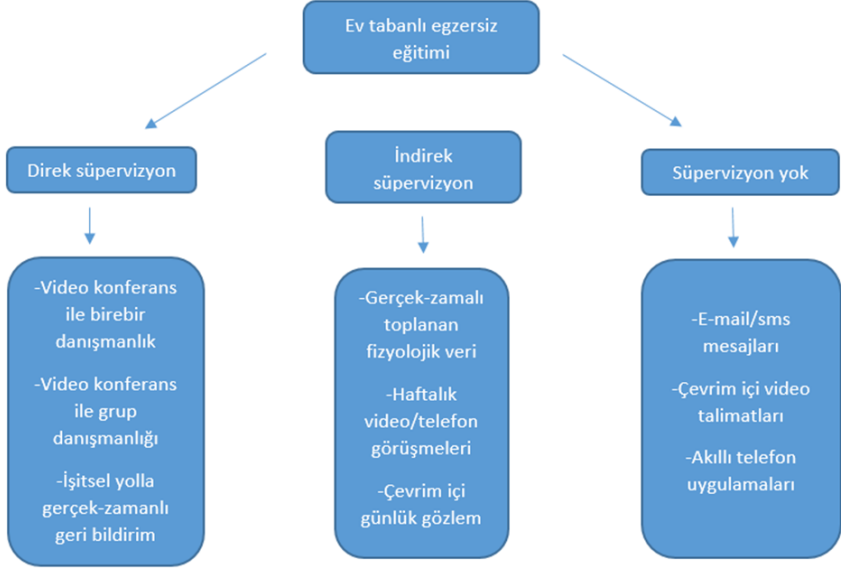 Ev tabanlı egzersiz
eğitimi
Direk süpervizyon
İndirek
süpervizyon
Süpervizyon yok
-Video konferans
ile birebir
danışmanlık
-Video konferans
ile grup
danışmanlığı
-İşitsel yolla
gerçek-zamanlı
geri bildirim
-Gerçek-zamalı
toplanan
fizyolojik veri
-Haftalık
video/telefon
görüşmeleri
-Çevrim içi
günlük gözlem
-E-mail/sms
mesajları
-Çevrim içi video
talimatları
-Akıllı telefon
uygulamaları